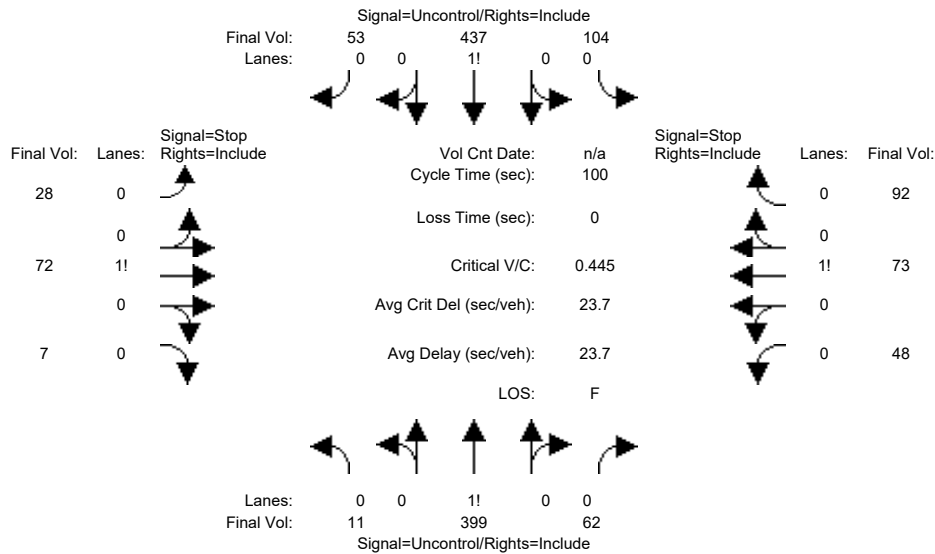 Signal=Uncontrol/Rights=Include
Final Vol: 53 437 104
Lanes: 0 0 1! 0 0
Signal=Stop
Final Vol: Lanes: Rights=Include
Vol Cnt Date: n/a
Signal=Stop
Rights=Include Lanes: Final Vol:
Cycle Time (sec): 100
28 0
0 92
Loss Time (sec): 0
0
0
72 1!
Critical V/C: 0.445
1! 73
0
Avg Crit Del (sec/veh): 23.7
0
7 0
Avg Delay (sec/veh): 23.7
0 48
LOS: F
Lanes: 0 0 1! 0 0
Final Vol: 11 399 62
Signal=Uncontrol/Rights=Include